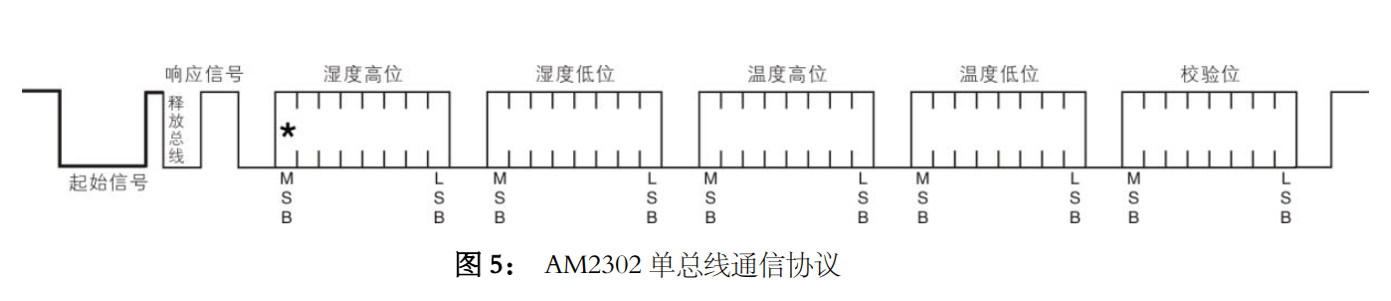 响应信号 湿度高位 湿度低位 温度高位 温度低位 校验位
释放总线
*
起始信号
MSB LSB MSB LSB MSB LSB MSB LSB MSB LSB
图 5： AM2302 单总线通信协议